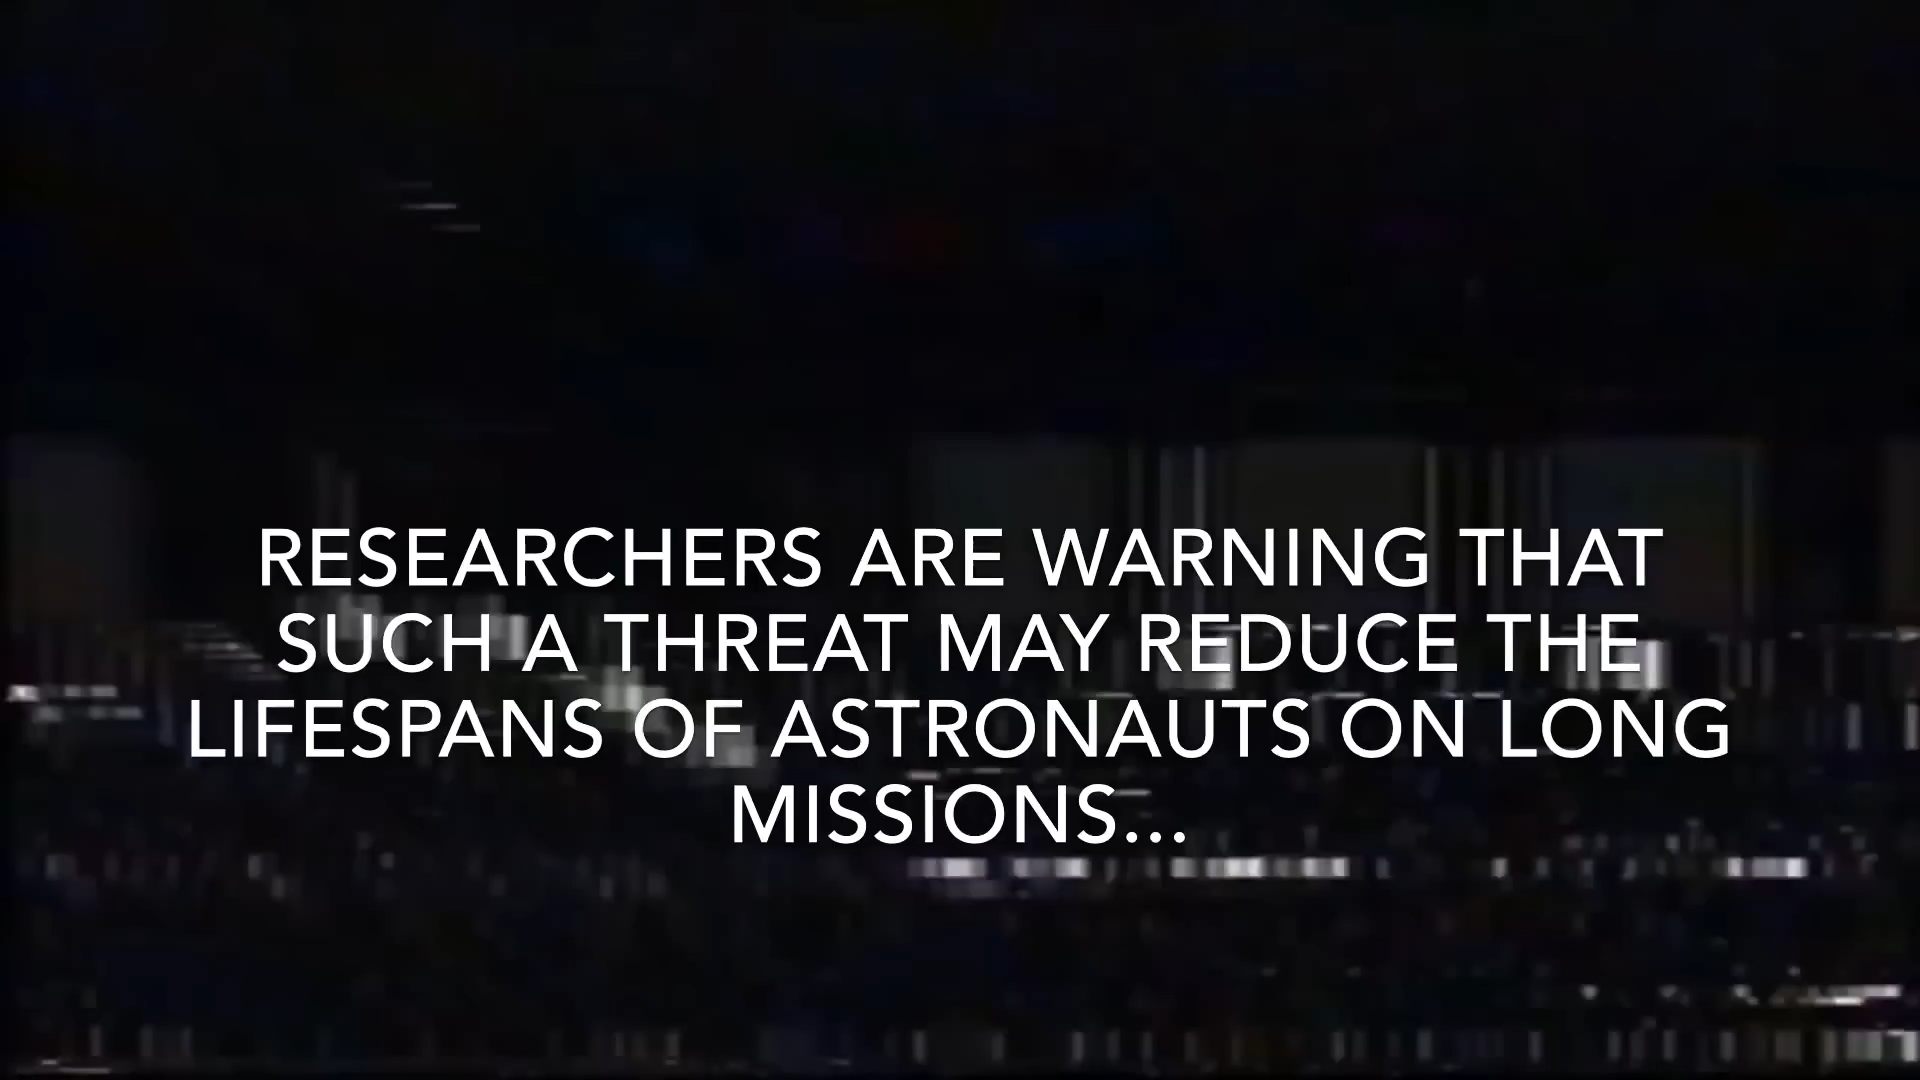 RESEARCHERS ARE WARNING THAT
SUCH A THREAT MAY REDUCE THE
LIFESPANS OF ASTRONAUTS ON LONG
MISSIONS...